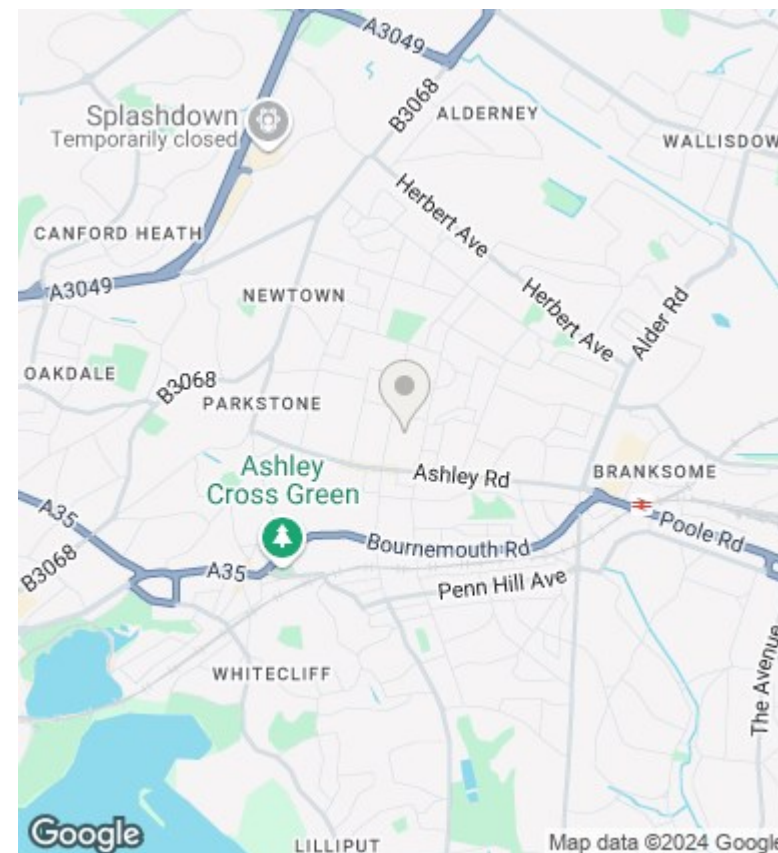 A3049
B3068
ALDERNEY
Splashdown
Temporarily closed
WALLISDOW
Herbert Ave
CANFORD HEATH
A3049
NEWTOWN
Herbert Ave
Alder Rd
OAKDALE
B3068
PARKSTONE
Ashley
Cross Green
Ashley Rd
BRANKSOME
A35
Bournemouth Rd
Poole Rd
B3068
A35
Penn Hill Ave
WHITECLIFF
The Avenue
Google
LILLIPUT
Map data ©2024 Google